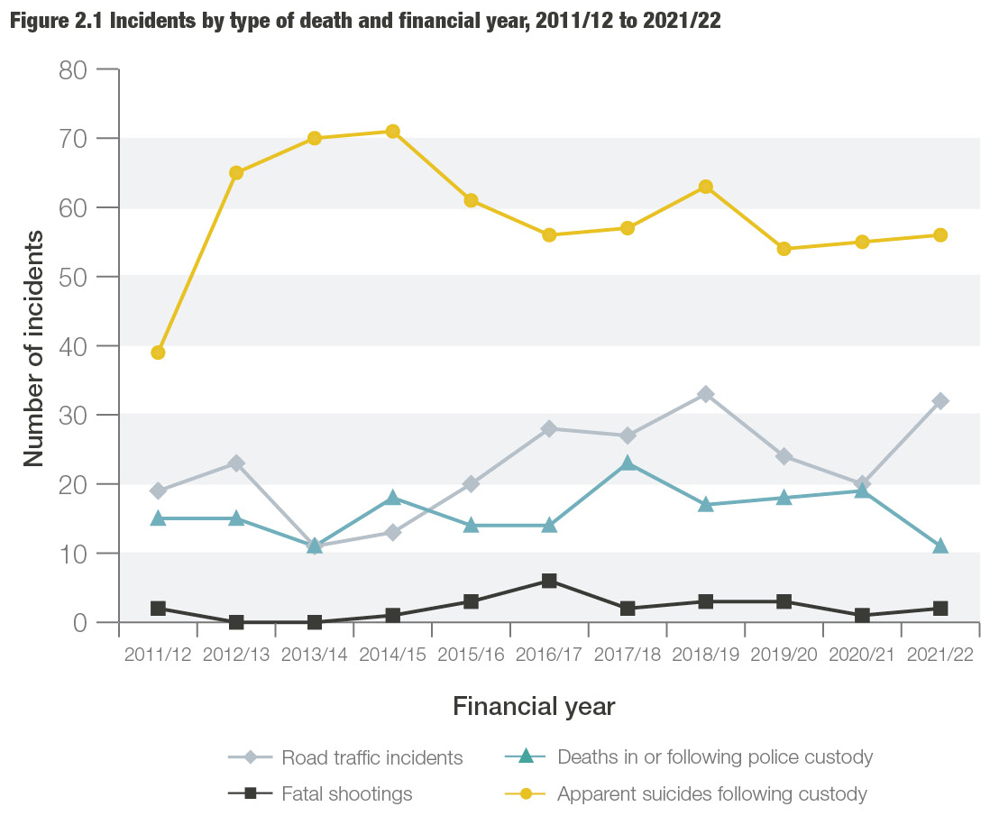 Figure 2.1 Incidents by type of death and financial year, 2011/12 to 2021/22
80
70
60
50
40
30
20
10
0
Number of incidents
2011/12 2012/13 2013/14 2014/15 2015/16 2016/17 2017/18 2018/19 2019/20 2020/21 2021/22
Financial year
Road traffic incidents Deaths in or following police custody
Fatal shootings Apparent suicides following custody